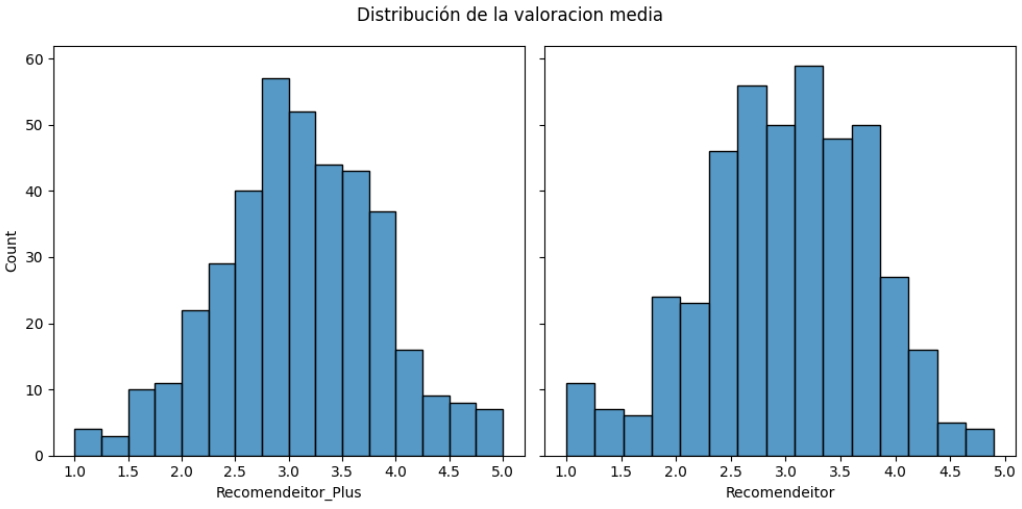 Distribución de la valoracion media
Count
60
50
40
30
20
10
0
1.0 1.5 2.0 2.5 3.0 3.5 4.0 4.5 5.0
Recomendeitor_Plus
1.0 1.5 2.0 2.5 3.0 3.5 4.0 4.5 5.0
Recomendeitor